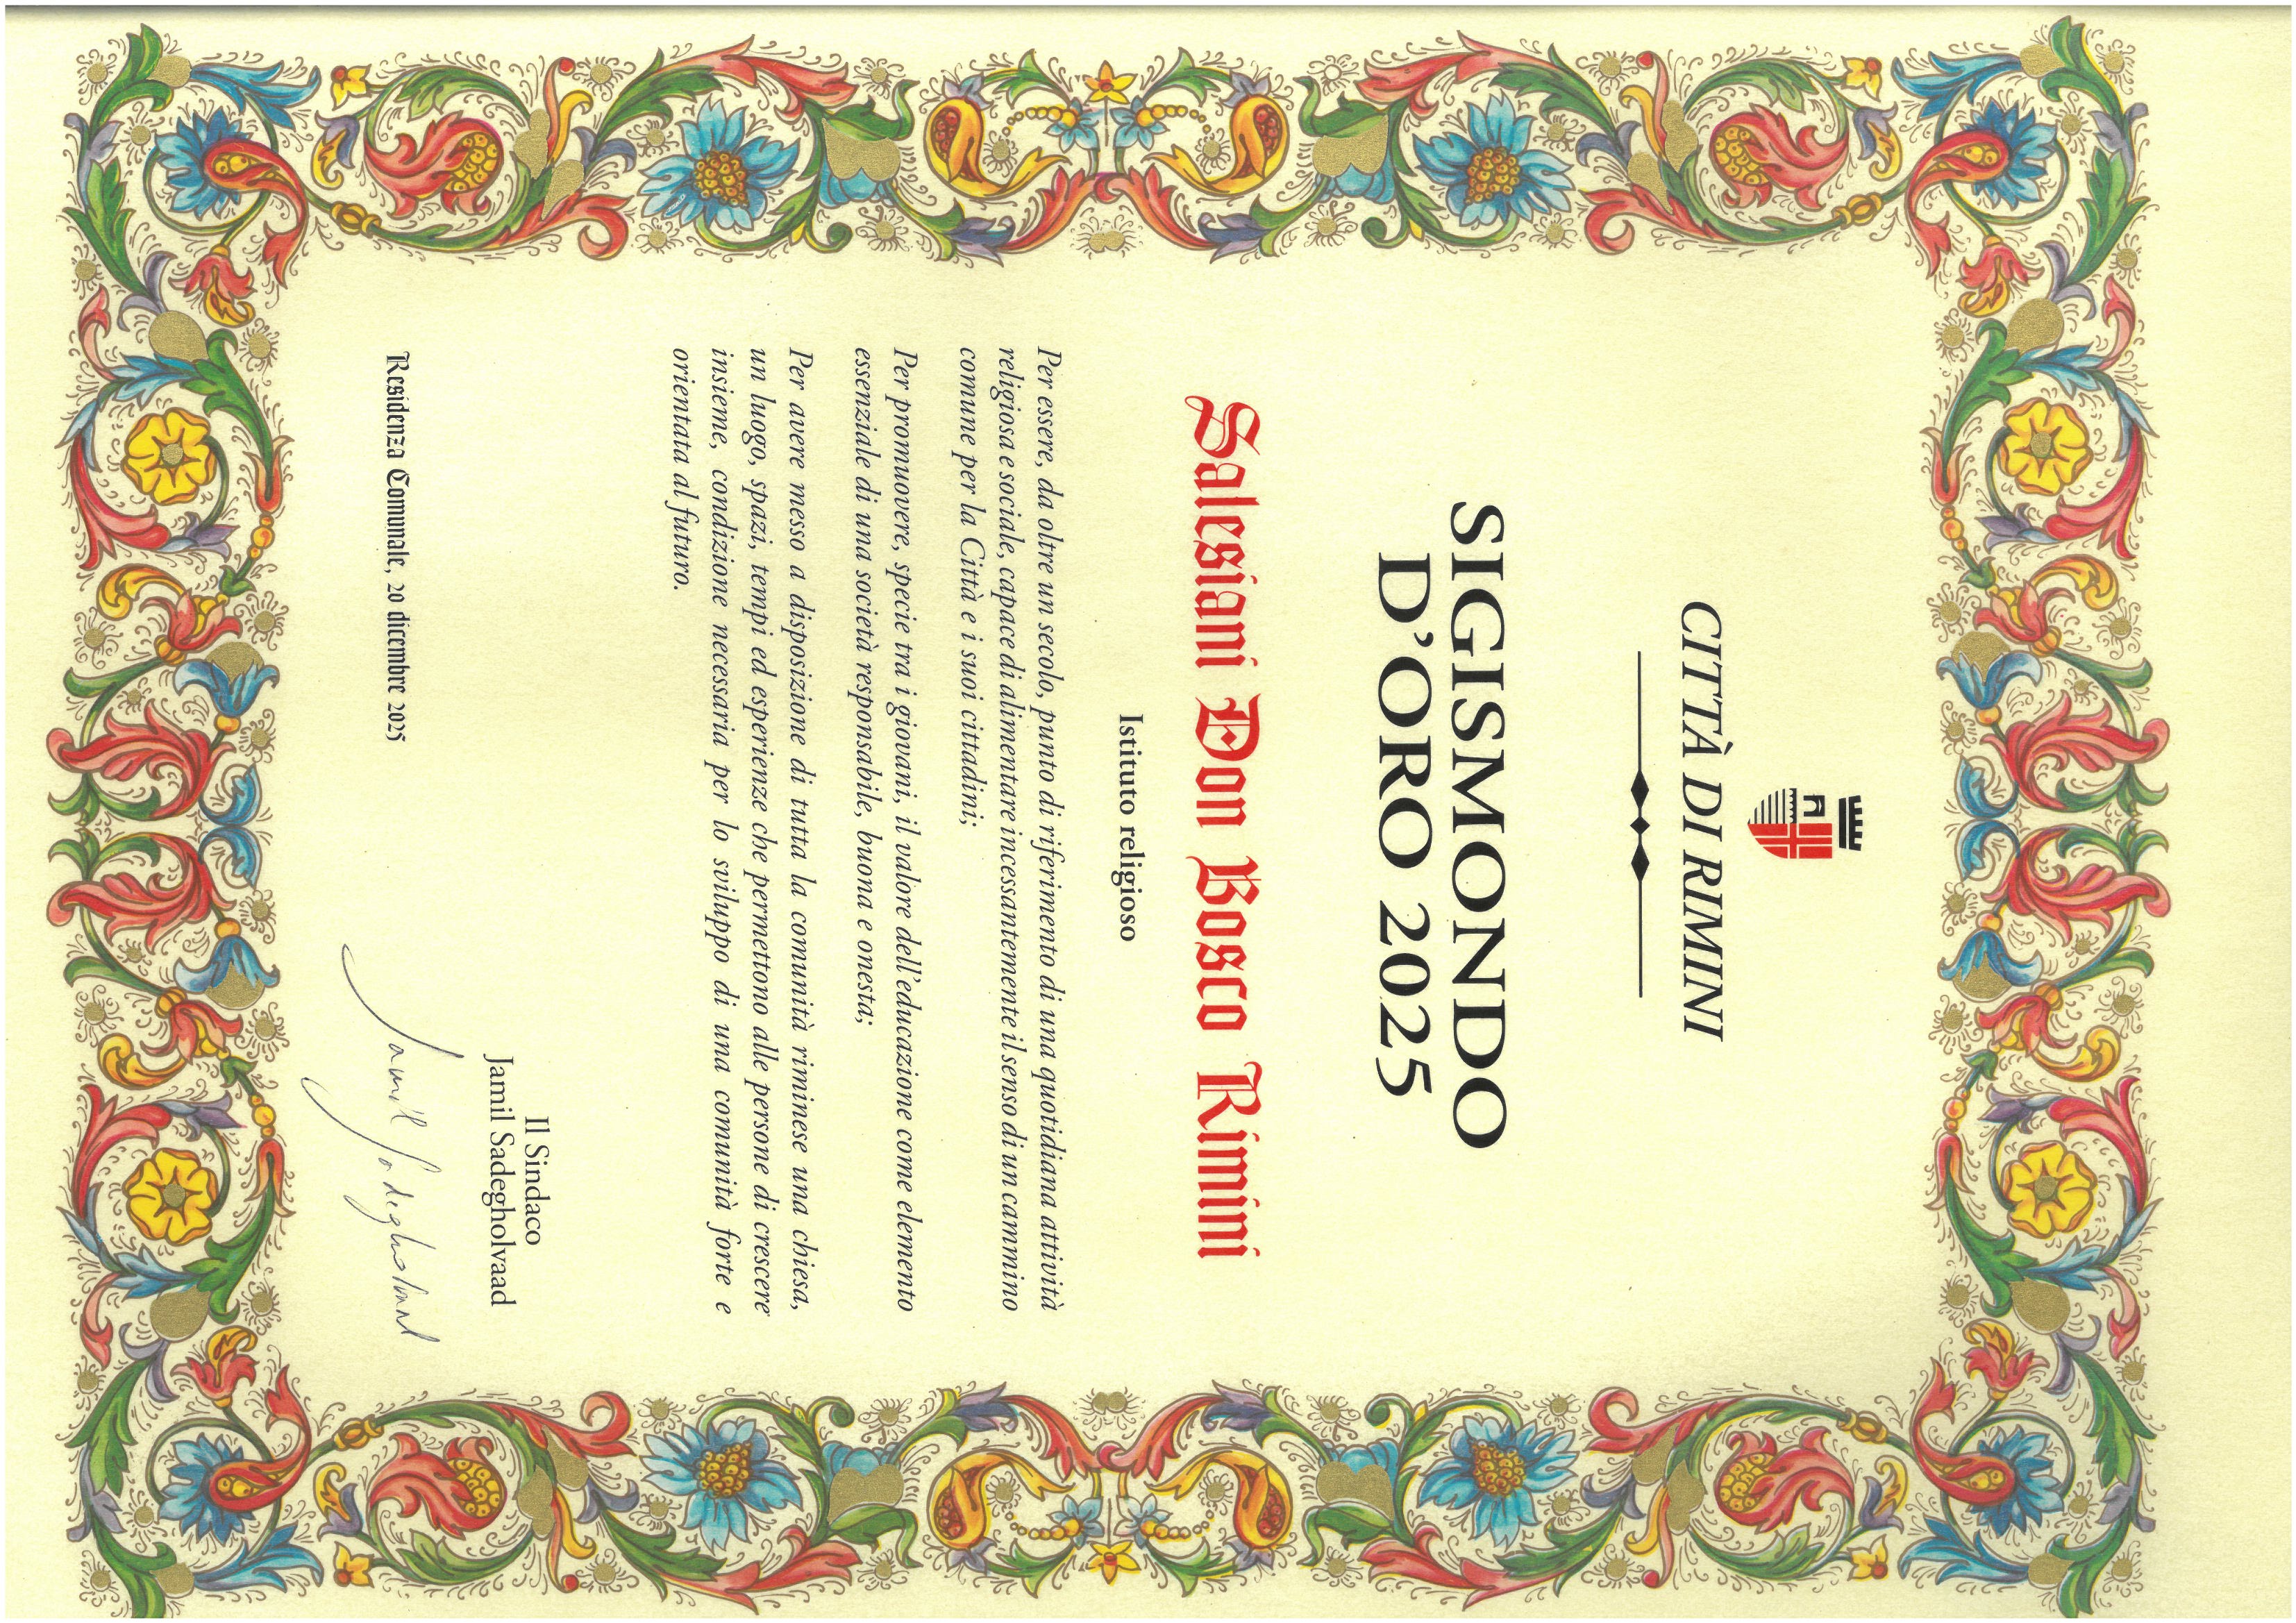 CITTÀ DI RIMINI
SIGISMONDO
D'ORO 2025
Salesiani Don Bosco Rimini
Istituto religioso
Per essere, da oltre un secolo, punto di riferimento di una quotidiana attività
religiosa e sociale, capace di alimentare incessantemente il senso di un cammino
comune per la Città e i suoi cittadini;
Per promuovere, specie tra i giovani, il valore dell'educazione come elemento
essenziale di una società responsabile, buona e onesta;
Per avere messo a disposizione di tutta la comunità riminese una chiesa,
un luogo, spazi, tempi ed esperienze che permettono alle persone di crescere
insieme, condizione necessaria per lo sviluppo di una comunità forte e
orientata al futuro.
Il Sindaco
Jamil Sadegholvaad
Jamil Sadegholvaad
Residenza Comunale, 20 dicembre 2025